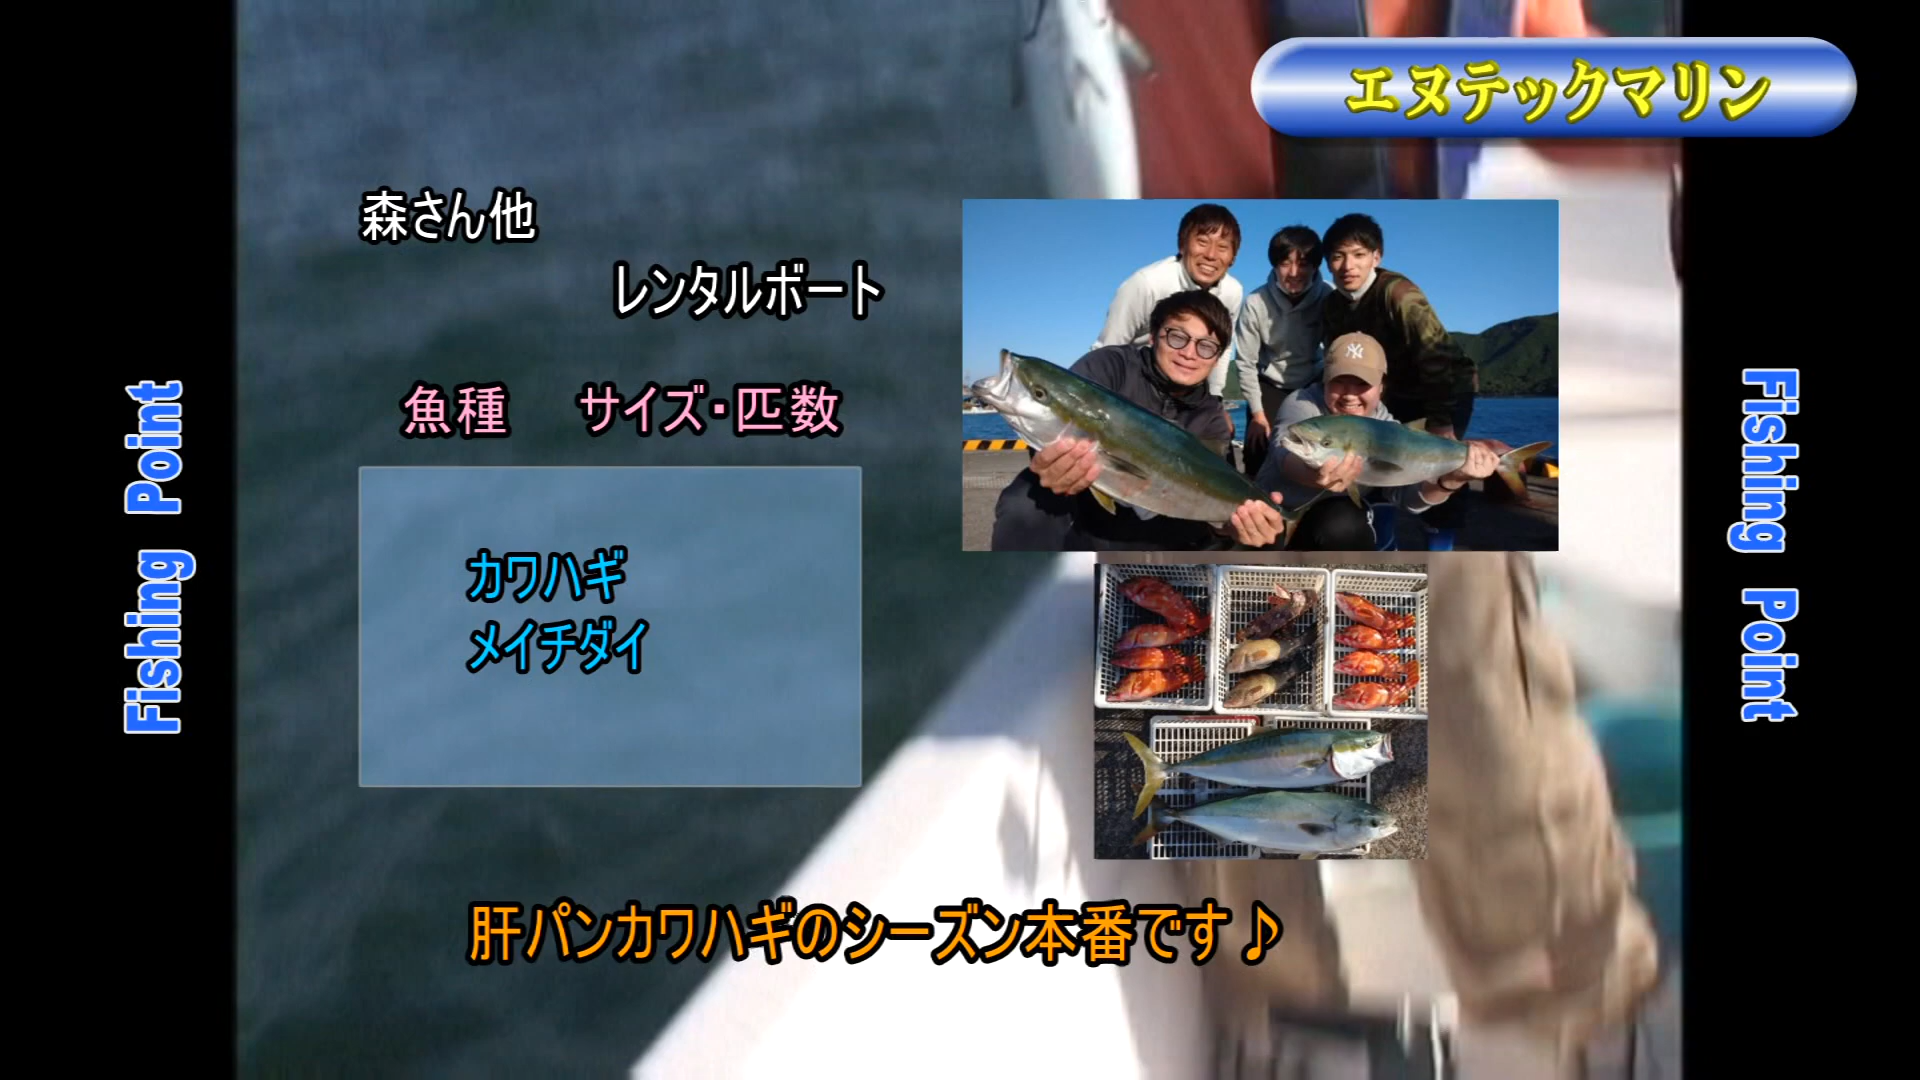 エヌテックマリン
森さん他
レンタルボート
魚種 サイズ・匹数
カワハギ
メイチダイ
肝パンカワハギのシーズン本番です♪
Fishing Point
Fishing Point
NY